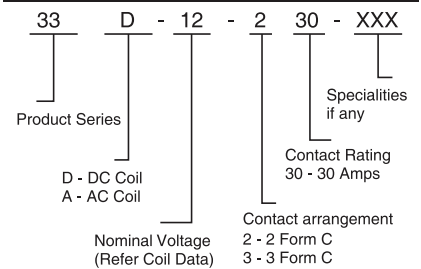 33 D - 12 - 2 30 - XXX
Specialities
if any
Product Series
Contact Rating
30 - 30 Amps
D - DC Coil
A - AC Coil
Contact arrangement
2 - 2 Form C
3 - 3 Form C
Nominal Voltage
(Refer Coil Data)